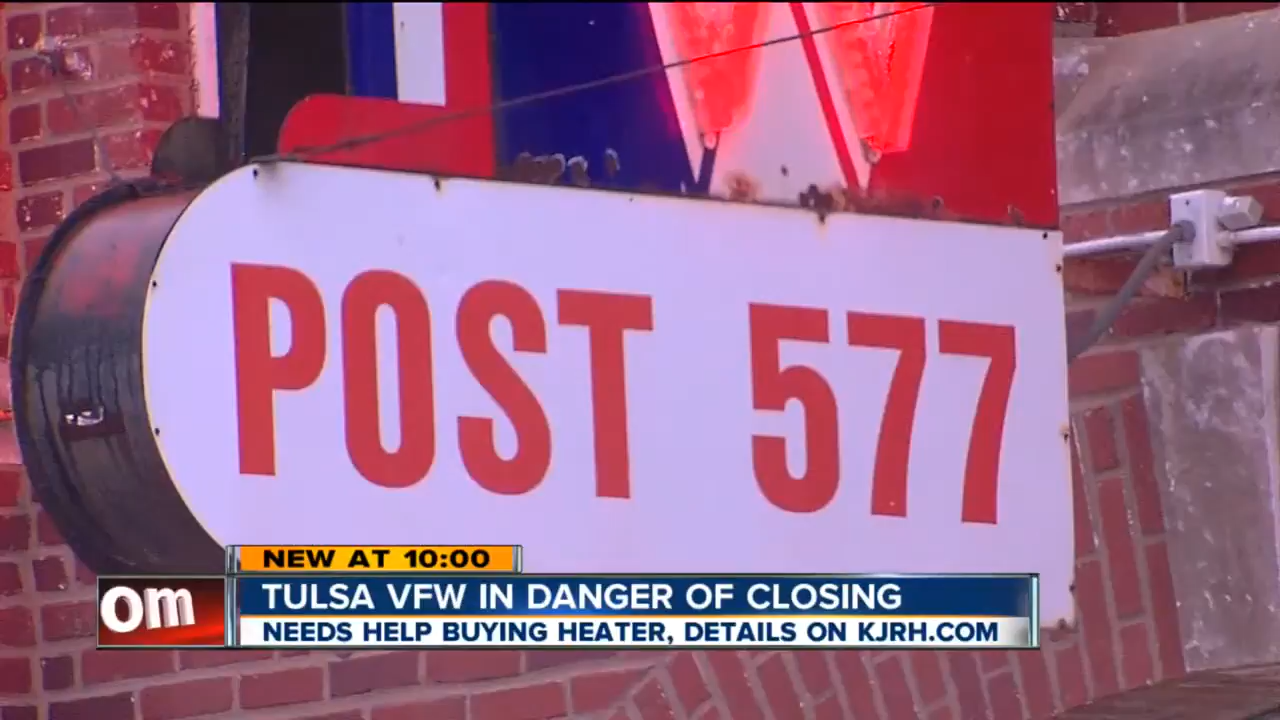 W
POST 577
NEW AT 10:00
om
TULSA VFW IN DANGER OF CLOSING
NEEDS HELP BUYING HEATER, DETAILS ON KJRH.COM